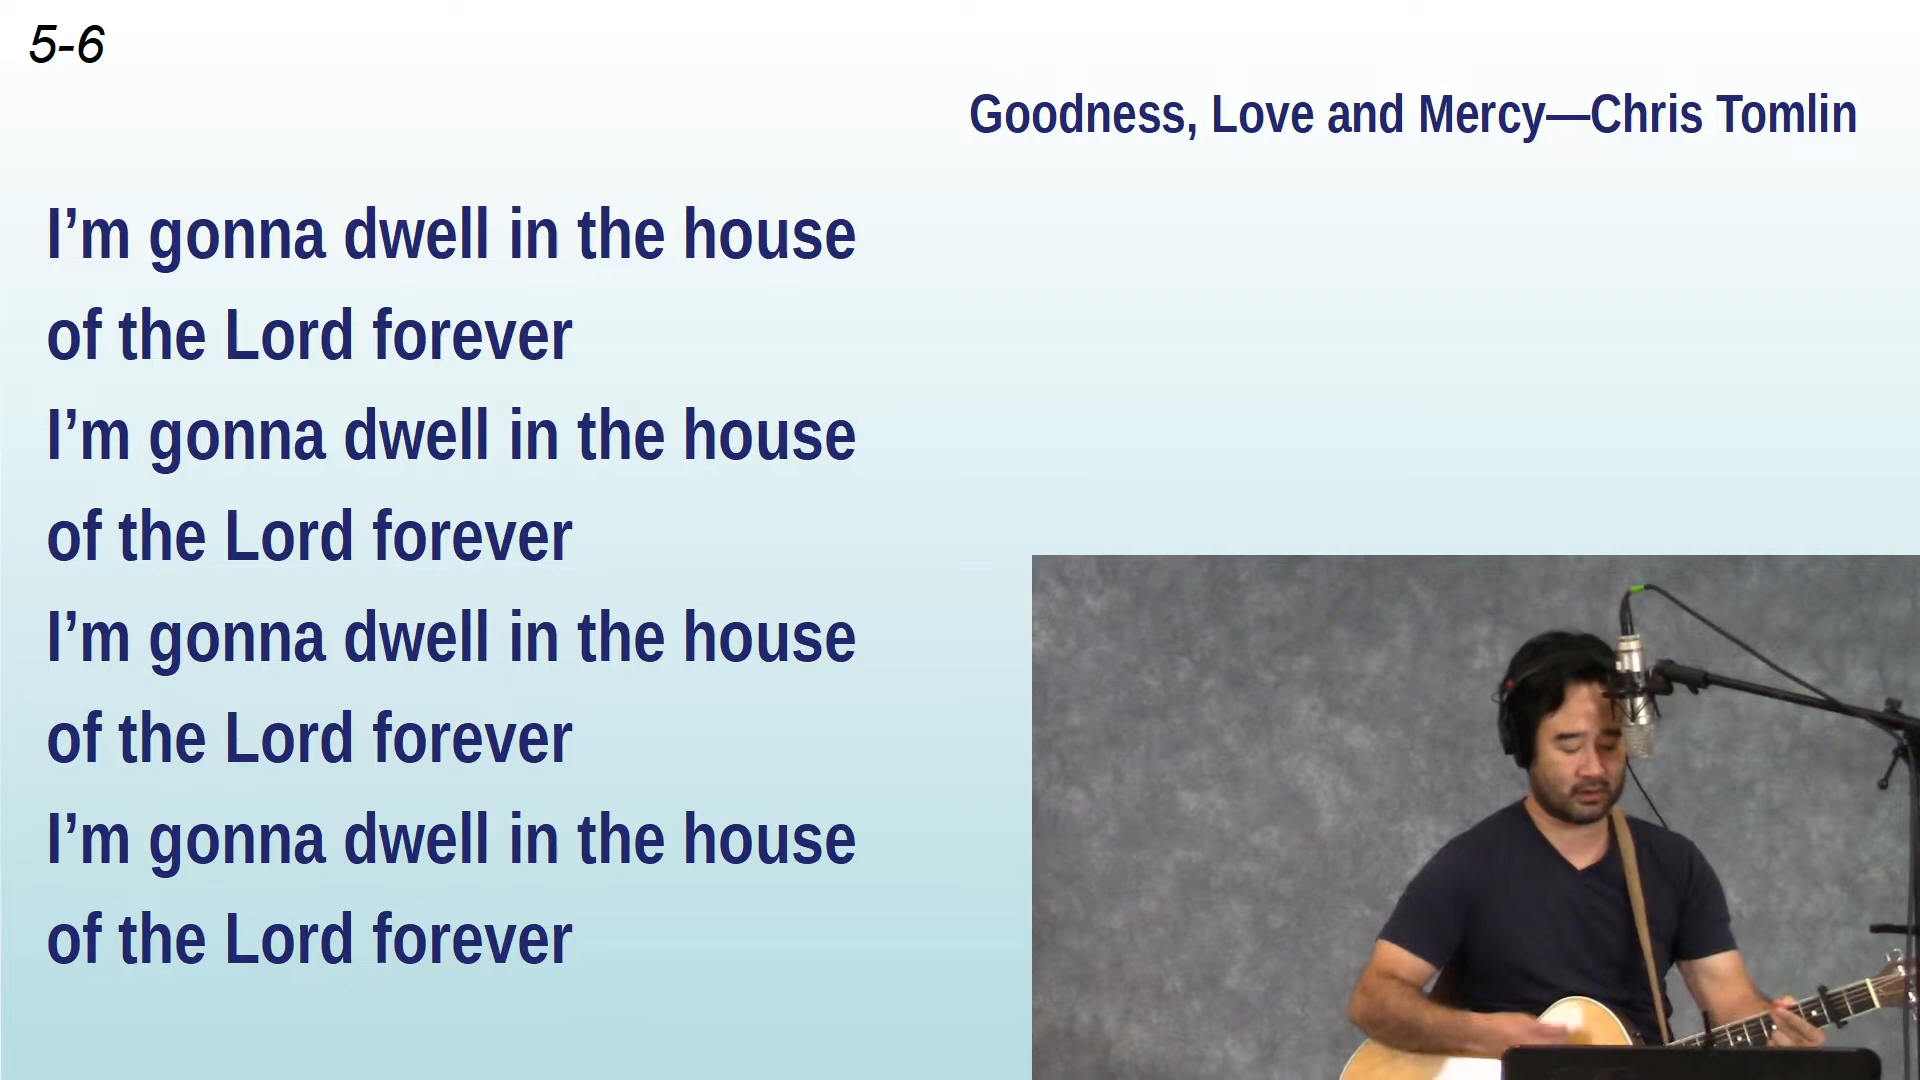 5-6
Goodness, Love and Mercy—Chris Tomlin
I’m gonna dwell in the house
of the Lord forever
I’m gonna dwell in the house
of the Lord forever
I’m gonna dwell in the house
of the Lord forever
I’m gonna dwell in the house
of the Lord forever